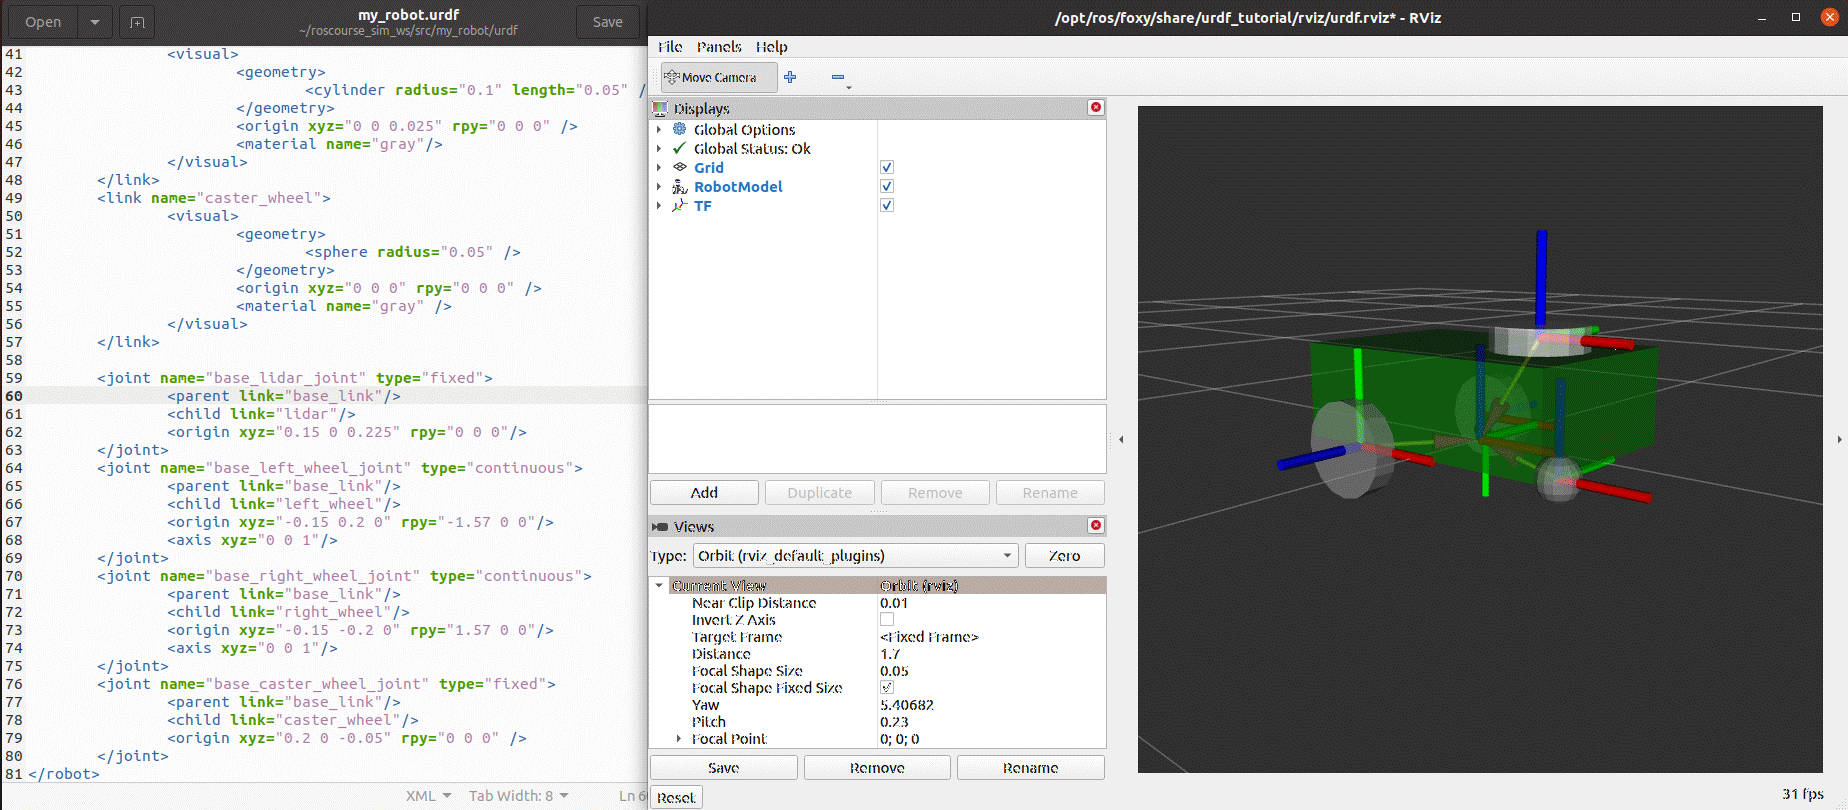 Open
my_robot.urdf
~/roscourse_sim_ws/src/my_robot/urdf
Save
41 <visual>
42 <geometry>
43 <cylinder radius="0.1" length="0.05" /
44 </geometry>
45 <origin xyz="0 0 0.025" rpy="0 0 0" />
46 <material name="gray"/>
47 </visual>
48 </link>
49 <link name="caster_wheel">
50 <visual>
51 <geometry>
52 <sphere radius="0.05" />
53 </geometry>
54 <origin xyz="0 0 0" rpy="0 0 0" />
55 <material name="gray" />
56 </visual>
57 </link>
58
59 <joint name="base_lidar_joint" type="fixed">
60 <parent link="base_link"/>
61 <child link="lidar"/>
62 <origin xyz="0.15 0 0.225" rpy="0 0 0"/>
63 </joint>
64 <joint name="base_left_wheel_joint" type="continuous">
65 <parent link="base_link"/>
66 <child link="left_wheel"/>
67 <origin xyz="-0.15 0.2 0" rpy="-1.57 0 0"/>
68 <axis xyz="0 0 1"/>
69 </joint>
70 <joint name="base_right_wheel_joint" type="continuous">
71 <parent link="base_link"/>
72 <child link="right_wheel"/>
73 <origin xyz="-0.15 -0.2 0" rpy="1.57 0 0"/>
74 <axis xyz="0 0 1"/>
75 </joint>
76 <joint name="base_caster_wheel_joint" type="fixed">
77 <parent link="base_link"/>
78 <child link="caster_wheel"/>
79 <origin xyz="0.2 0 -0.05" rpy="0 0 0" />
80 </joint>
81 </robot>
XML Tab Width: 8 Ln 6
/opt/ros/foxy/share/urdf_tutorial/rviz/urdf.rviz* - RViz
File Panels Help
Move Camera
Displays
Global Options
Global Status: Ok
Grid
RobotModel
TF
Add Duplicate Remove Rename
Views
Type: Orbit (rviz_default_plugins) Zero
Current View Orbit (rviz)
Near Clip Distance 0.01
Invert Z Axis
Target Frame <Fixed Frame>
Distance 1.7
Focal Shape Size 0.05
Focal Shape Fixed Size
Yaw 5.40682
Pitch 0.23
Focal Point 0; 0; 0
Save Remove Rename
Reset
31 fps